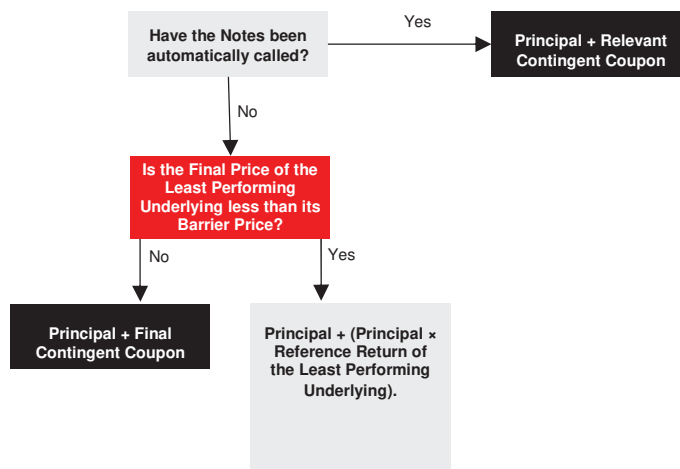 Have the Notes been
automatically called?
Yes
Principal + Relevant
Contingent Coupon
No
Is the Final Price of the
Least Performing
Underlying less than its
Barrier Price?
No
Yes
Principal + Final
Contingent Coupon
Principal + (Principal ×
Reference Return of
the Least Performing
Underlying).